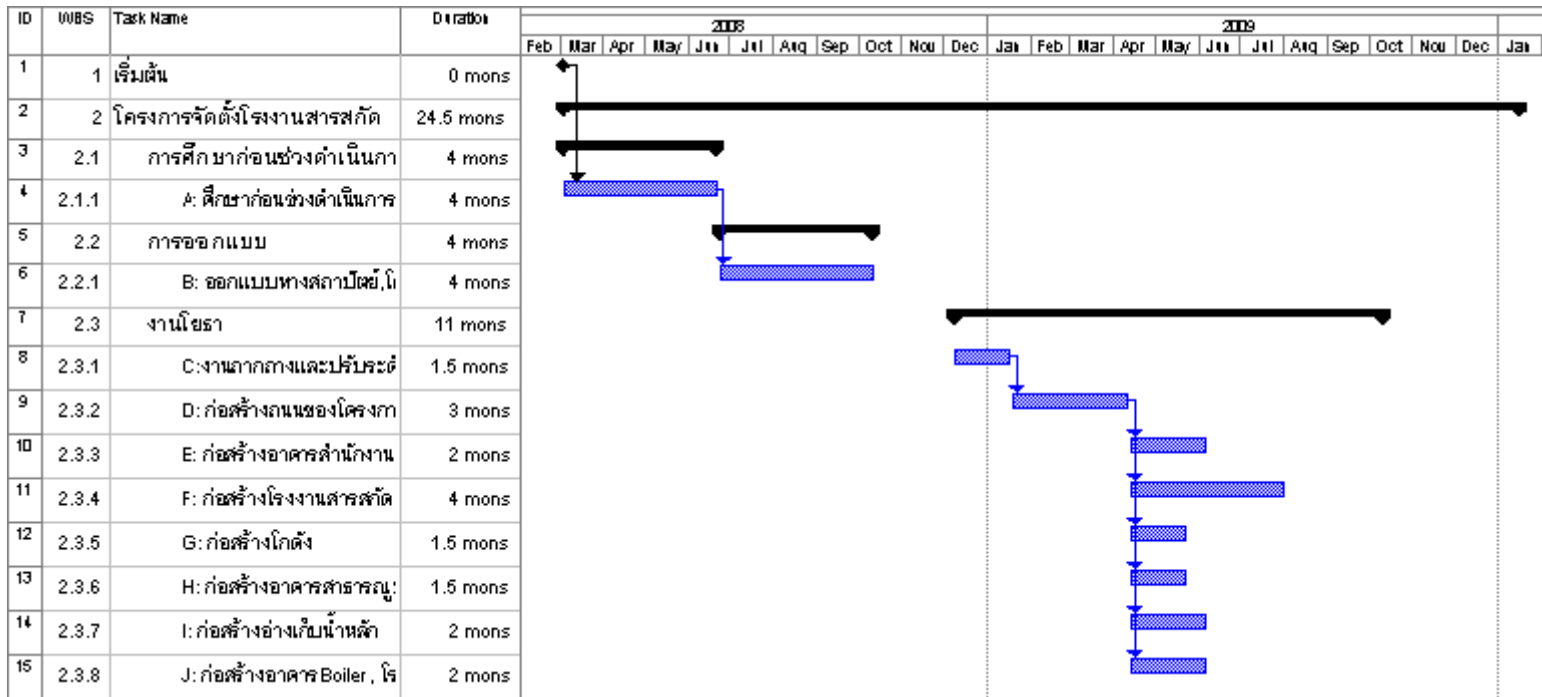 ID WBS Task Name Duration 2008 2009
Feb Mar Apr May Jun Jul Aug Sep Oct Nov Dec Jan Feb Mar Apr May Jun Jul Aug Sep Oct Nov Dec Jan
1 1 เริ่มต้น 0 mons
2 2 โครงการจัดตั้งโรงงานสารสกัด 24.5 mons
3 2.1 การศึกษาก่อนช่วงดำเนินกา 4 mons
4 2.1.1 A: ศึกษาก่อนช่วงดำเนินการ 4 mons
5 2.2 การออกแบบ 4 mons
6 2.2.1 B: ออกแบบทางสถาปัตย์,โ 4 mons
7 2.3 งานโยธา 11 mons
8 2.3.1 C:งานถากถางและปรับระดั 1.5 mons
9 2.3.2 D: ก่อสร้างถนนของโครงกา 3 mons
10 2.3.3 E: ก่อสร้างอาคารสำนักงาน 2 mons
11 2.3.4 F: ก่อสร้างโรงงานสารสกัด 4 mons
12 2.3.5 G: ก่อสร้างโกดัง 1.5 mons
13 2.3.6 H: ก่อสร้างอาคารสาธารณู 1.5 mons
14 2.3.7 I: ก่อสร้างอ่างเก็บน้ำหลัก 2 mons
15 2.3.8 J: ก่อสร้างอาคาร Boiler , โร 2 mons